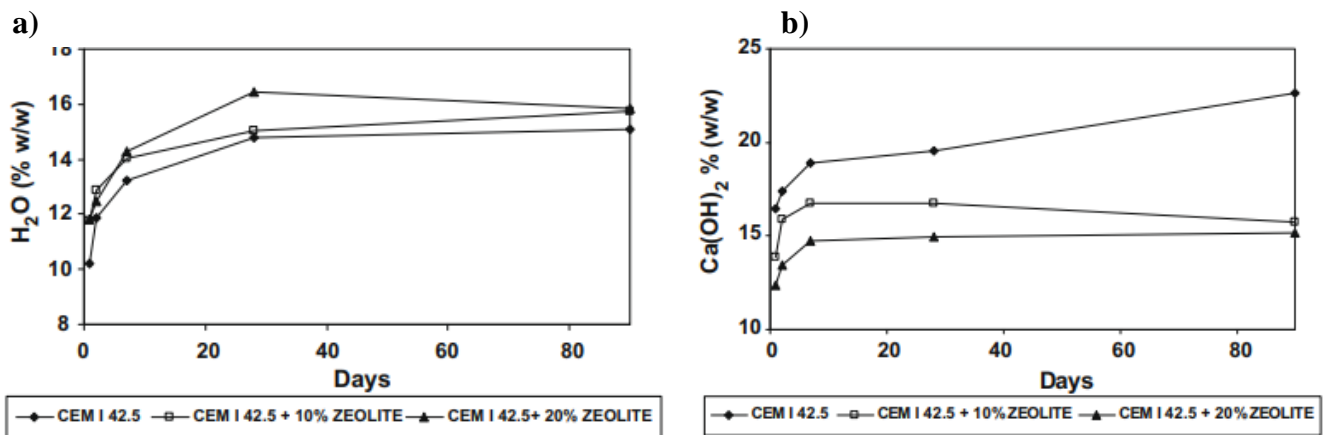 a)
b)
18
16
14
12
10
8
H₂O (% w/w)
0 20 40 60 80
Days
CEM I 42.5 CEM I 42.5 + 10% ZEOLITE CEM I 42.5+ 20% ZEOLITE
25
20
15
10
Ca(OH)₂ % (w/w)
0 20 40 60 80
Days
CEM I 42.5 CEM I 42.5 + 10% ZEOLITE CEM I 42.5 + 20% ZEOLITE